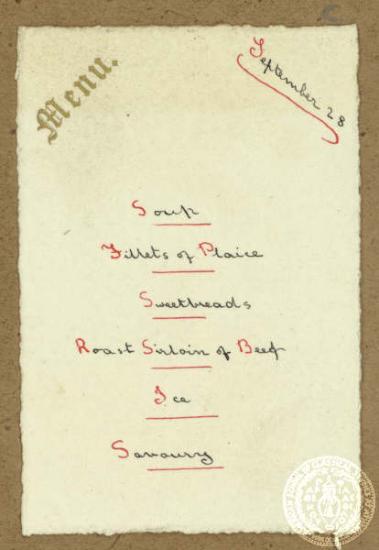 Menu.
September 28
Soup
Fillets of Plaice
Sweetbreads
Roast Sirloin of Beef
Ice
Savoury